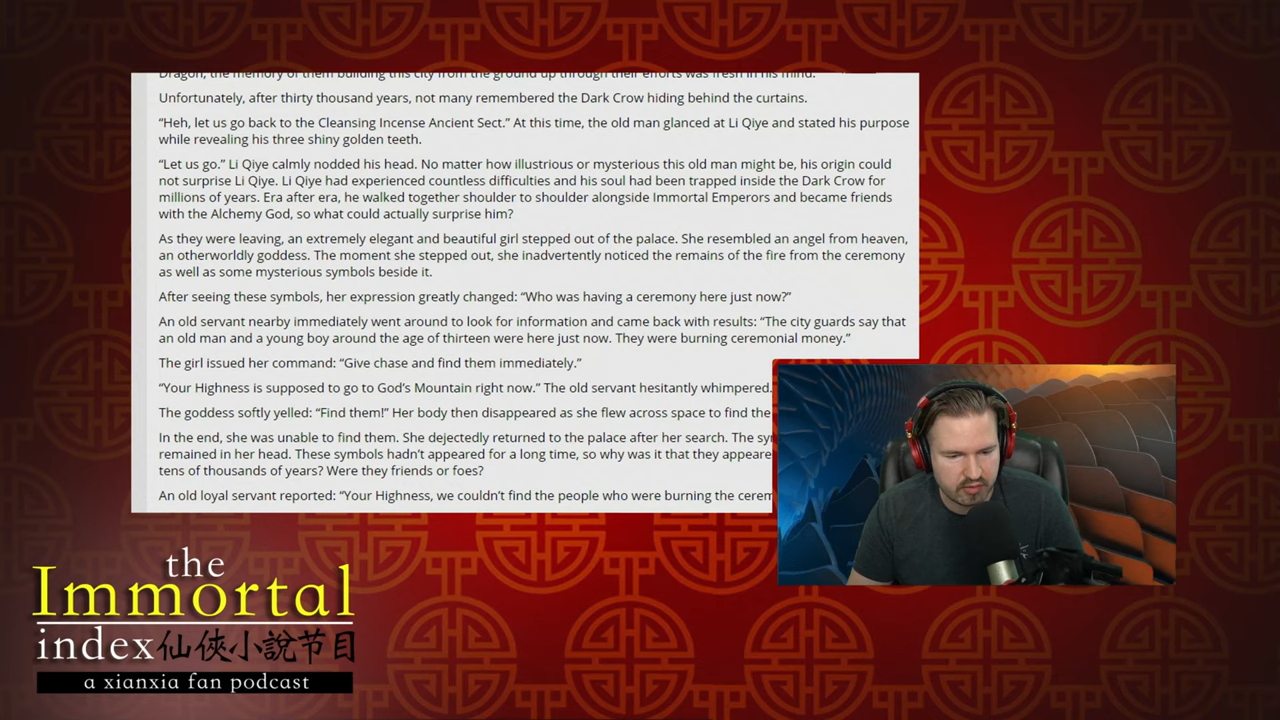 Dragon, the memory of them building this city from the ground up through their efforts was fresh in his mind.
Unfortunately, after thirty thousand years, not many remembered the Dark Crow hiding behind the curtains.
“Heh, let us go back to the Cleansing Incense Ancient Sect.” At this time, the old man glanced at Li Qiye and stated his purpose
while revealing his three shiny golden teeth.
“Let us go.” Li Qiye calmly nodded his head. No matter how illustrious or mysterious this old man might be, his origin could
not surprise Li Qiye. Li Qiye had experienced countless difficulties and his soul had been trapped inside the Dark Crow for
millions of years. Era after era, he walked together shoulder to shoulder alongside Immortal Emperors and became friends
with the Alchemy God, so what could actually surprise him?
As they were leaving, an extremely elegant and beautiful girl stepped out of the palace. She resembled an angel from heaven,
an otherworldly goddess. The moment she stepped out, she inadvertently noticed the remains of the fire from the ceremony
as well as some mysterious symbols beside it.
After seeing these symbols, her expression greatly changed: “Who was having a ceremony here just now?”
An old servant nearby immediately went around to look for information and came back with results: “The city guards say that
an old man and a young boy around the age of thirteen were here just now. They were burning ceremonial money.”
The girl issued her command: “Give chase and find them immediately.”
“Your Highness is supposed to go to God’s Mountain right now.” The old servant hesitantly whimpered.
The goddess softly yelled: “Find them!” Her body then disappeared as she flew across space to find the
In the end, she was unable to find them. She dejectedly returned to the palace after her search. The
remained in her head. These symbols hadn’t appeared for a long time, so why was it that they
tens of thousands of years? Were they friends or foes?
An old loyal servant reported: “Your Highness, we couldn’t find the people who were burning the
the
Immortal
index仙俠小說节目
a xianxia fan podcast